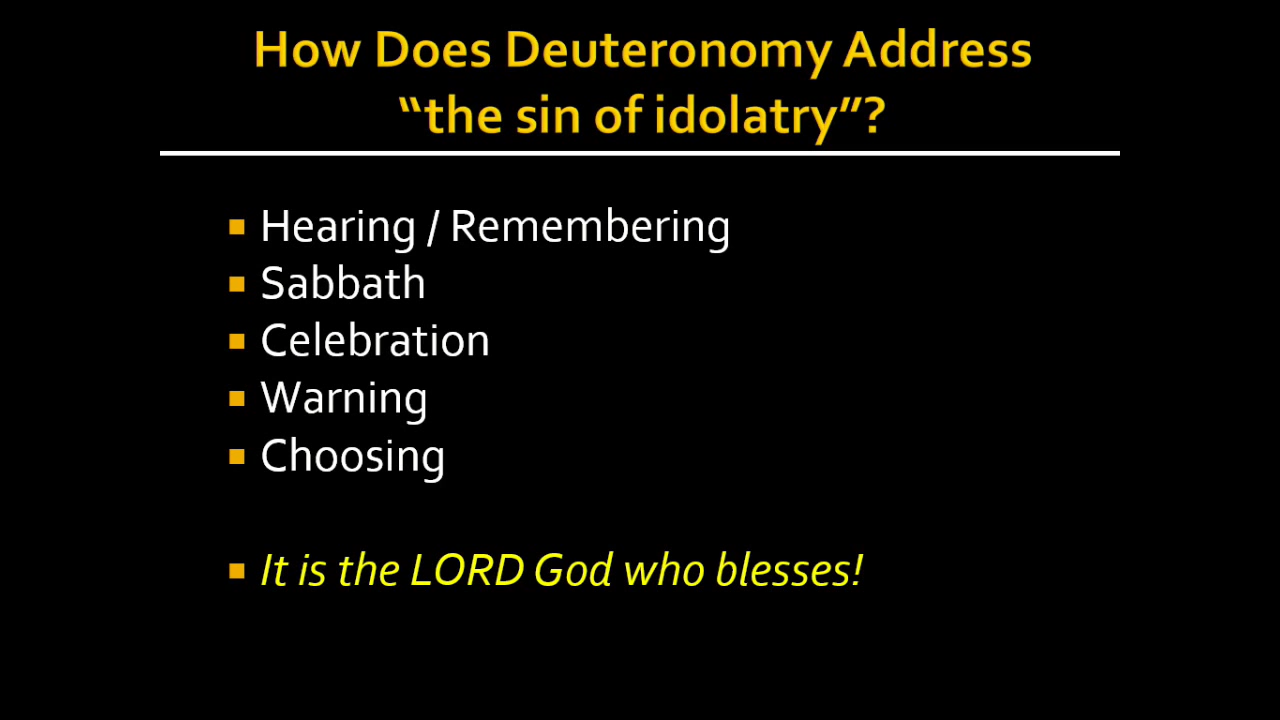 How Does Deuteronomy Address
“the sin of idolatry”?
Hearing / Remembering
Sabbath
Celebration
Warning
Choosing
It is the LORD God who blesses!